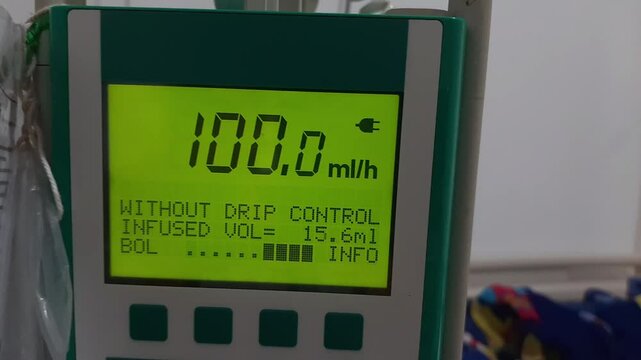 100.0 ml/h
WITHOUT DRIP CONTROL
INFUSED VOL= 15.6ml
BOL INFO